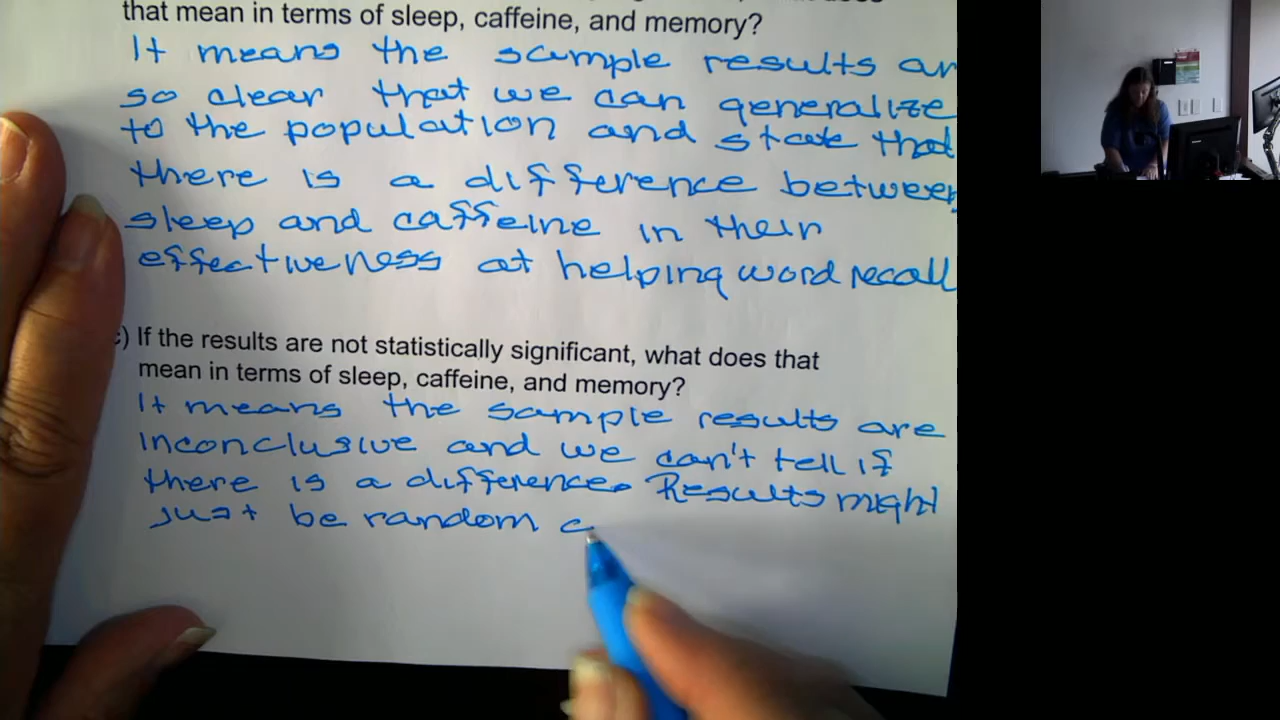 that mean in terms of sleep, caffeine, and memory?
It means the sample results ar
so clear that we can generalize
to the population and state that
there is a difference between
sleep and caffeine in their
effectiveness at helping word recall
c) If the results are not statistically significant, what does that
mean in terms of sleep, caffeine, and memory?
It means the sample results are
inconclusive and we can't tell if
there is a difference. Results might
just be random c